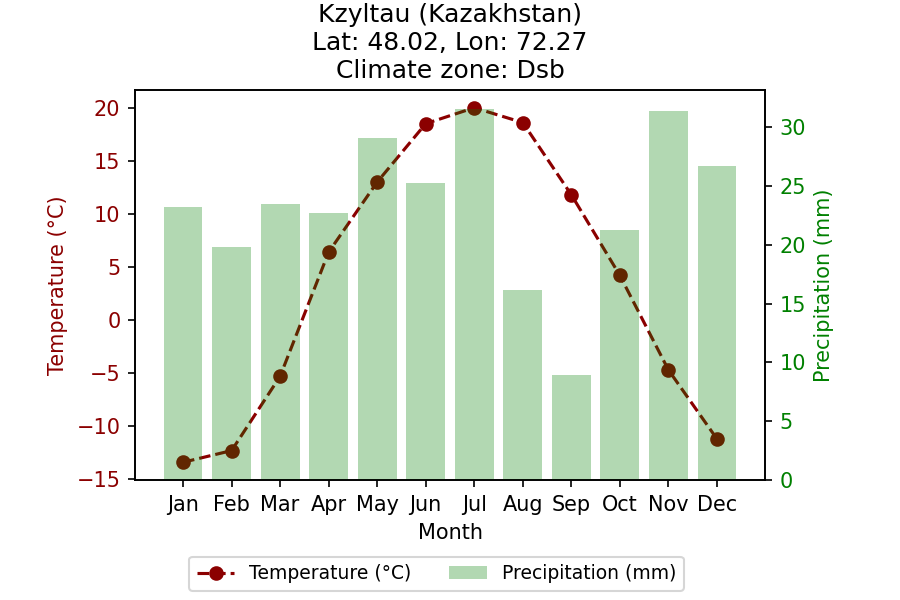 Kzyltau (Kazakhstan)
Lat: 48.02, Lon: 72.27
Climate zone: Dsb
20
15
10
5
0
−5
−10
−15
Temperature (°C)
30
25
20
15
10
5
0
Precipitation (mm)
Jan Feb Mar Apr May Jun Jul Aug Sep Oct Nov Dec
Month
Temperature (°C) Precipitation (mm)